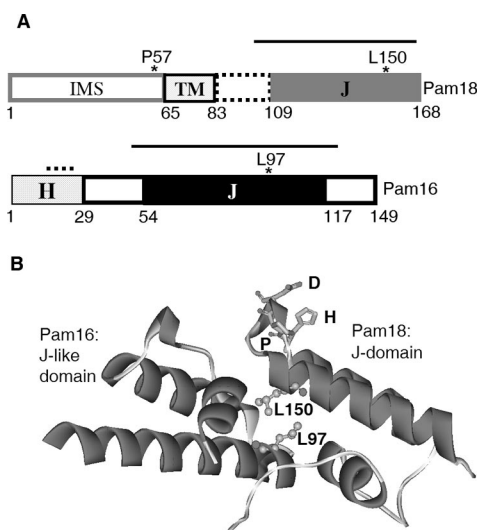 A
P57 L150
* *
IMS TM J Pam18
1 65 83 109 168
L97
*
H J Pam16
1 29 54 117 149
B
D
H
Pam16:
J-like
domain
P
Pam18:
J-domain
L150
L97